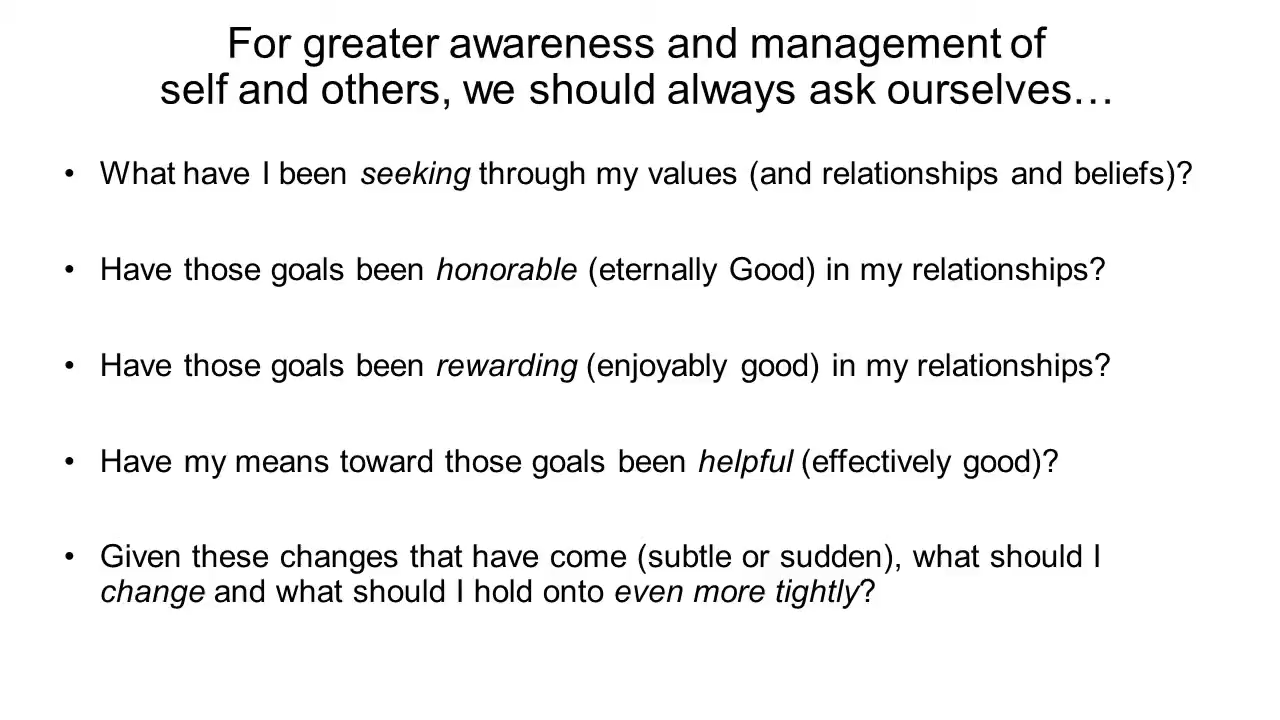 For greater awareness and management of
self and others, we should always ask ourselves…
• What have I been seeking through my values (and relationships and beliefs)?
• Have those goals been honorable (eternally Good) in my relationships?
• Have those goals been rewarding (enjoyably good) in my relationships?
• Have my means toward those goals been helpful (effectively good)?
• Given these changes that have come (subtle or sudden), what should I
change and what should I hold onto even more tightly?